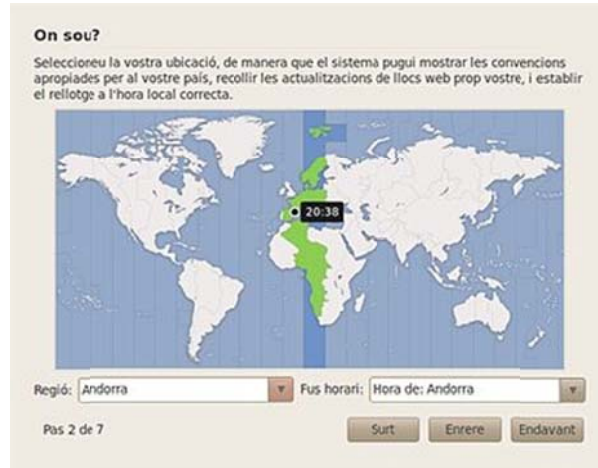 On sou?
Seleccioneu la vostra ubicació, de manera que el sistema pugui mostrar les convencions
apropiades per al vostre país, recollir les actualitzacions de llocs web prop vostre, i establir
el rellotge a l'hora local correcta.
20:38
Regió: Andorra Fus horari: Hora de: Andorra
Pas 2 de 7 Surt Enrere Endavant